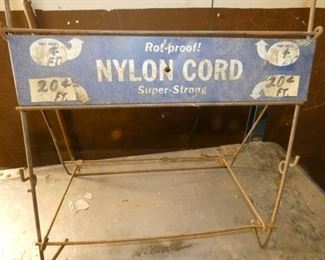 Rot-proof!
NYLON CORD
Super-Strong
20¢
FT.
20¢
FT.